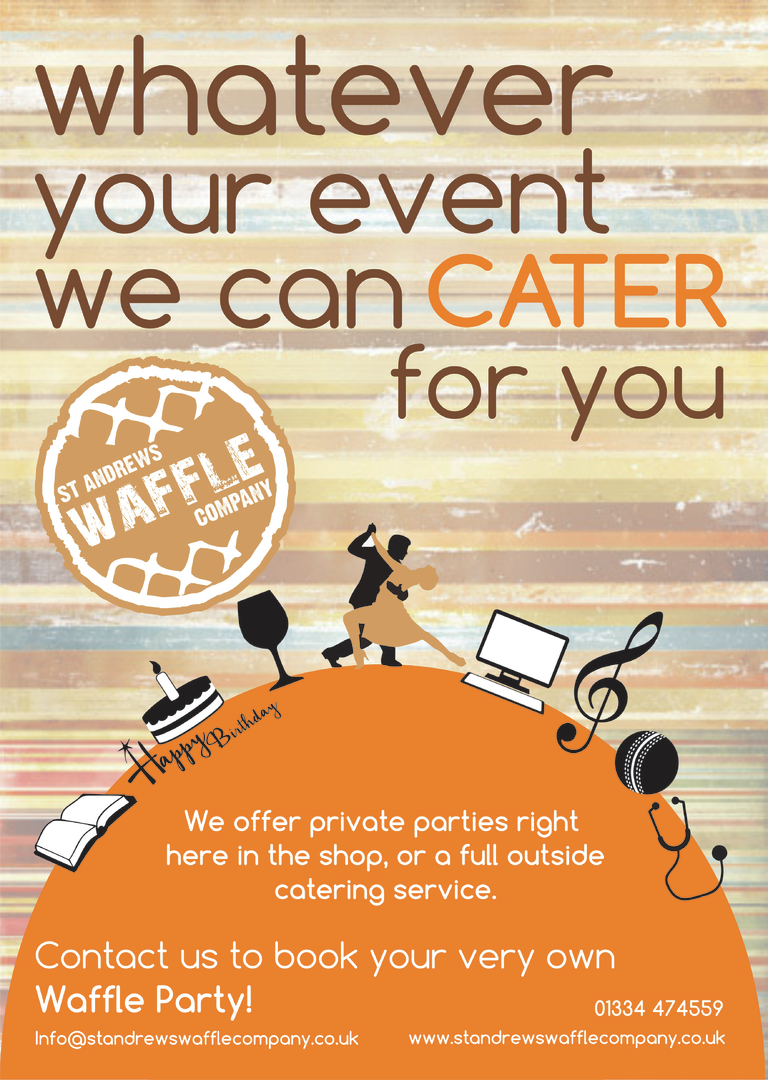 whatever
your event
we can CATER
for you
ST ANDREWS
WAFFLE
COMPANY
Happy Birthday
We offer private parties right
here in the shop, or a full outside
catering service.
Contact us to book your very own
Waffle Party!
01334 474559
Info@standrewswafflecompany.co.uk
www.standrewswafflecompany.co.uk